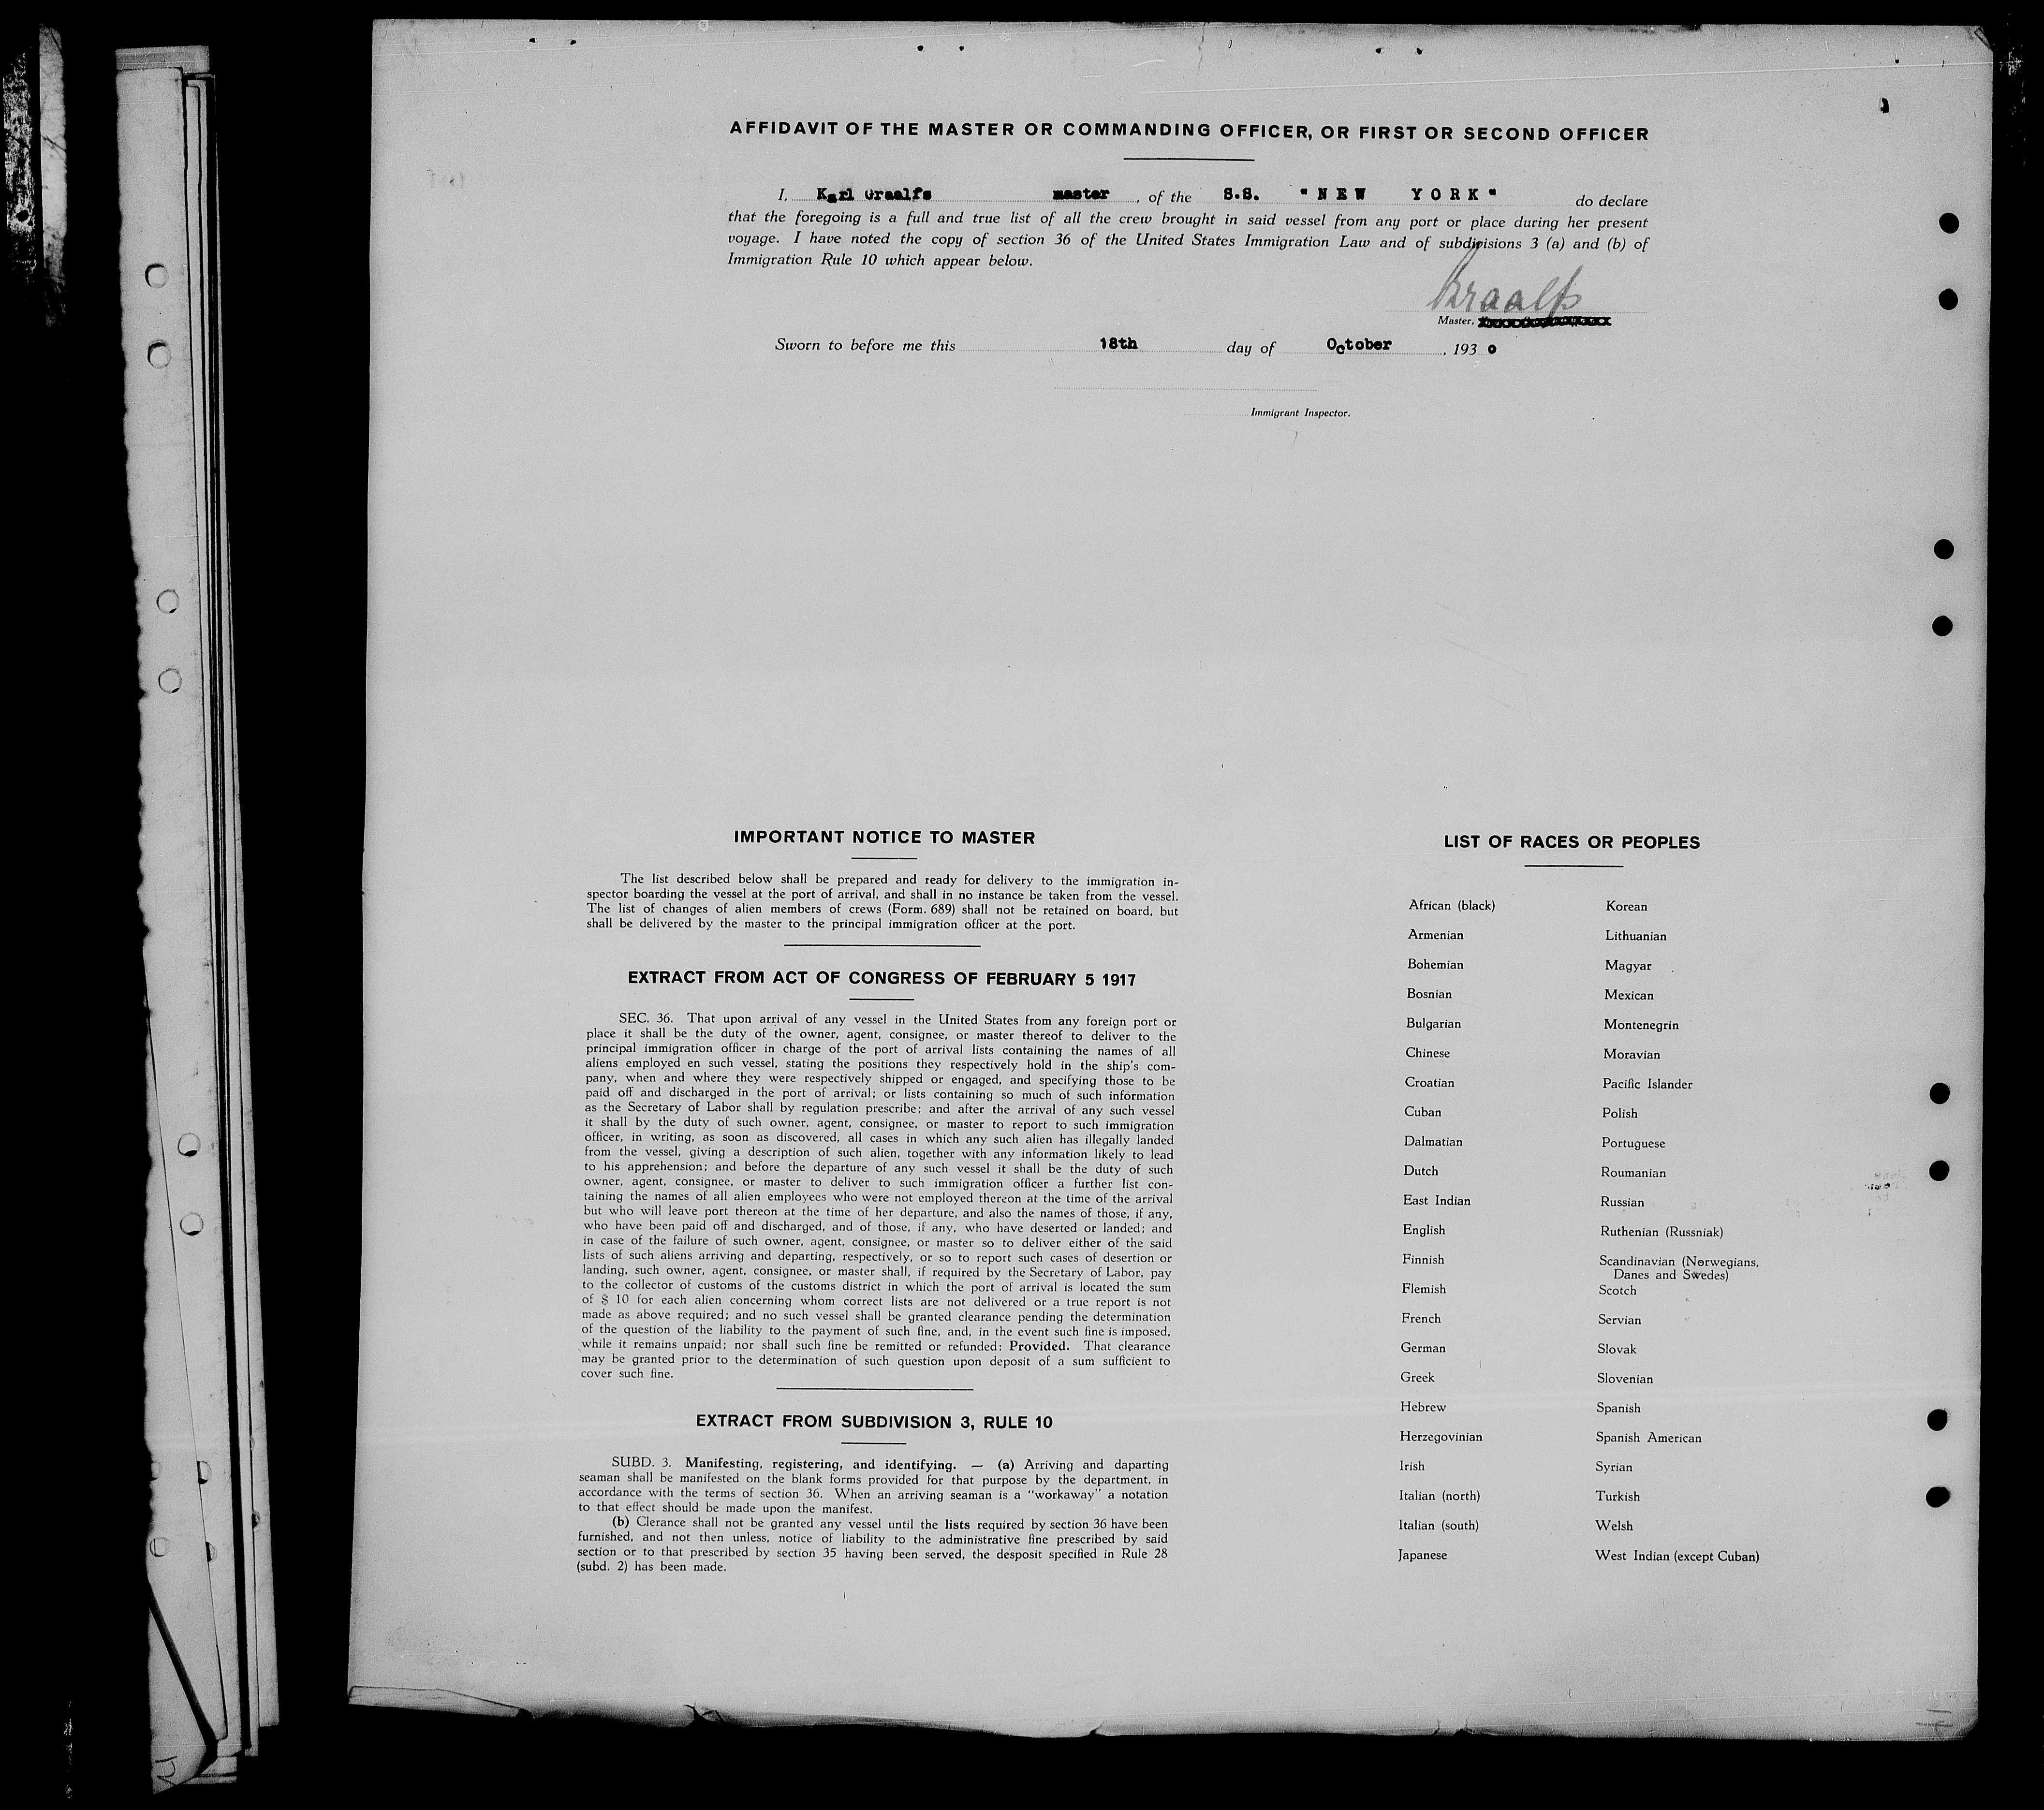 AFFIDAVIT OF THE MASTER OR COMMANDING OFFICER, OR FIRST OR SECOND OFFICER
I, Karl Graalfs master, of the S.S. "NEW YORK" do declare
that the foregoing is a full and true list of all the crew brought in said vessel from any port or place during her present
voyage. I have noted the copy of section 36 of the United States Immigration Law and of subdivisions 3 (a) and (b) of
Immigration Rule 10 which appear below.
Graalfs
Master,
Sworn to before me this 18th day of October, 1930
Immigrant Inspector.
IMPORTANT NOTICE TO MASTER
The list described below shall be prepared and ready for delivery to the immigration in-
spector boarding the vessel at the port of arrival, and shall in no instance be taken from the vessel.
The list of changes of alien members of crews (Form. 689) shall not be retained on board, but
shall be delivered by the master to the principal immigration officer at the port.
EXTRACT FROM ACT OF CONGRESS OF FEBRUARY 5 1917
SEC. 36. That upon arrival of any vessel in the United States from any foreign port or
place it shall be the duty of the owner, agent, consignee, or master thereof to deliver to the
principal immigration officer in charge of the port of arrival lists containing the names of all
aliens employed en such vessel, stating the positions they respectively hold in the ship's com-
pany, when and where they were respectively shipped or engaged, and specifying those to be
paid off and discharged in the port of arrival; or lists containing so much of such information
as the Secretary of Labor shall by regulation prescribe; and after the arrival of any such vessel
it shall by the duty of such owner, agent, consignee, or master to report to such immigration
officer, in writing, as soon as discovered, all cases in which any such alien has illegally landed
from the vessel, giving a description of such alien, together with any information likely to lead
to his apprehension; and before the departure of any such vessel it shall be the duty of such
owner, agent, consignee, or master to deliver to such immigration officer a further list con-
taining the names of all alien employees who were not employed thereon at the time of the arrival
but who will leave port thereon at the time of her departure, and also the names of those, if any,
who have been paid off and discharged, and of those, if any, who have deserted or landed; and
in case of the failure of such owner, agent, consignee, or master so to deliver either of the said
lists of such aliens arriving and departing, respectively, or so to report such cases of desertion or
landing, such owner, agent, consignee, or master shall, if required by the Secretary of Labor, pay
to the collector of customs of the customs district in which the port of arrival is located the sum
of $ 10 for each alien concerning whom correct lists are not delivered or a true report is not
made as above required; and no such vessel shall be granted clearance pending the determination
of the question of the liability to the payment of such fine, and, in the event such fine is imposed,
while it remains unpaid; nor shall such fine be remitted or refunded: Provided. That clearance
may be granted prior to the determination of such question upon deposit of a sum sufficient to
cover such fine.
EXTRACT FROM SUBDIVISION 3, RULE 10
SUBD. 3. Manifesting, registering, and identifying. — (a) Arriving and daparting
seaman shall be manifested on the blank forms provided for that purpose by the department, in
accordance with the terms of section 36. When an arriving seaman is a "workaway" a notation
to that effect should be made upon the manifest.
(b) Clerance shall not be granted any vessel until the lists required by section 36 have been
furnished, and not then unless, notice of liability to the administrative fine prescribed by said
section or to that prescribed by section 35 having been served, the desposit specified in Rule 28
(subd. 2) has been made.
LIST OF RACES OR PEOPLES
African (black) Korean
Armenian Lithuanian
Bohemian Magyar
Bosnian Mexican
Bulgarian Montenegrin
Chinese Moravian
Croatian Pacific Islander
Cuban Polish
Dalmatian Portuguese
Dutch Roumanian
East Indian Russian
English Ruthenian (Russniak)
Finnish Scandinavian (Norwegians,
Danes and Swedes)
Flemish Scotch
French Servian
German Slovak
Greek Slovenian
Hebrew Spanish
Herzegovinian Spanish American
Irish Syrian
Italian (north) Turkish
Italian (south) Welsh
Japanese West Indian (except Cuban)